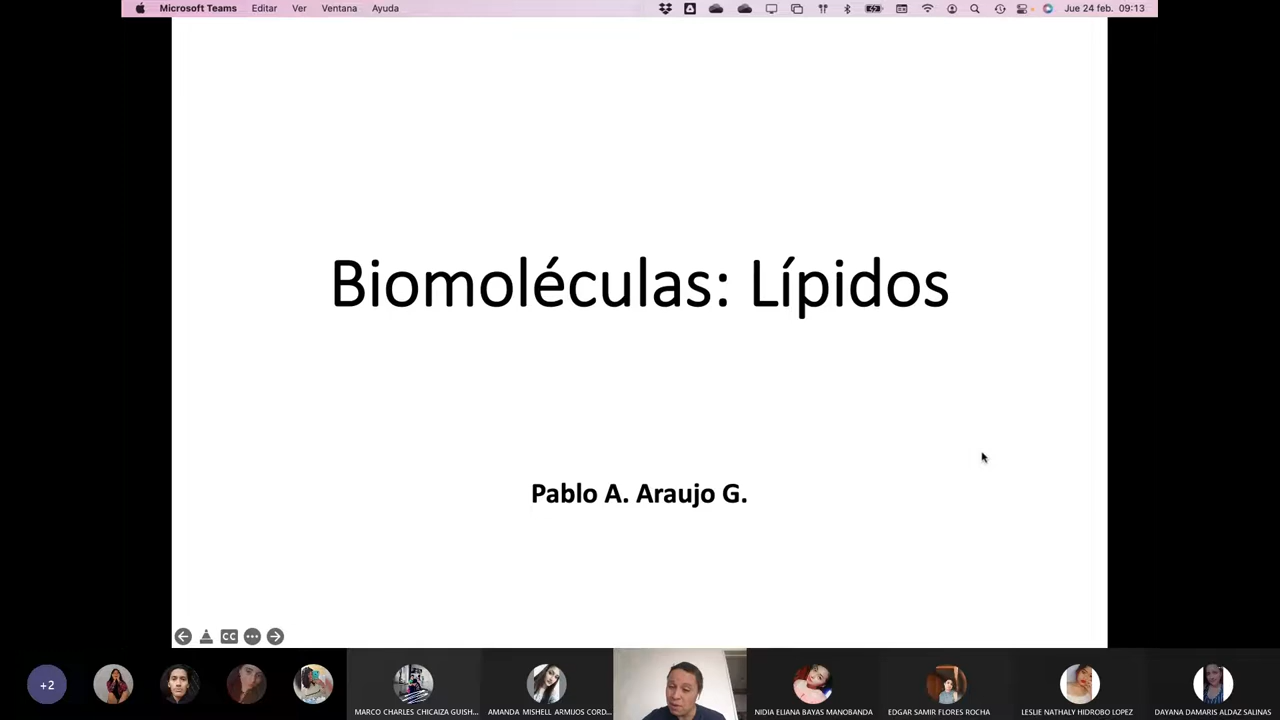 Microsoft Teams Editar Ver Ventana Ayuda Jue 24 feb. 09:13
Biomoléculas: Lípidos
Pablo A. Araujo G.
CC
+2
MARCO CHARLES CHICAIZA GUISH... AMANDA MISHELL ARMIJOS CORD... NIDIA ELIANA BAYAS MANOBANDA EDGAR SAMIR FLORES ROCHA LESLIE NATHALY HIDROBO LOPEZ DAYANA DAMARIS ALDAZ SALINAS